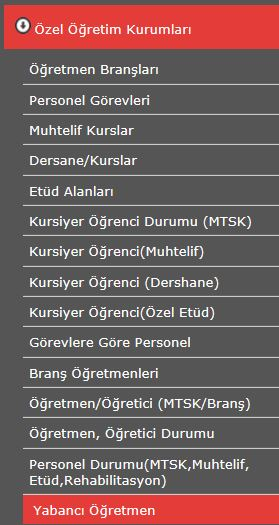 Özel Öğretim Kurumları
Öğretmen Branşları
Personel Görevleri
Muhtelif Kurslar
Dersane/Kurslar
Etüd Alanları
Kursiyer Öğrenci Durumu (MTSK)
Kursiyer Öğrenci(Muhtelif)
Kursiyer Öğrenci (Dershane)
Kursiyer Öğrenci(Özel Etüd)
Görevlere Göre Personel
Branş Öğretmenleri
Öğretmen/Öğretici (MTSK/Branş)
Öğretmen, Öğretici Durumu
Personel Durumu(MTSK,Muhtelif,
Etüd,Rehabilitasyon)
Yabancı Öğretmen